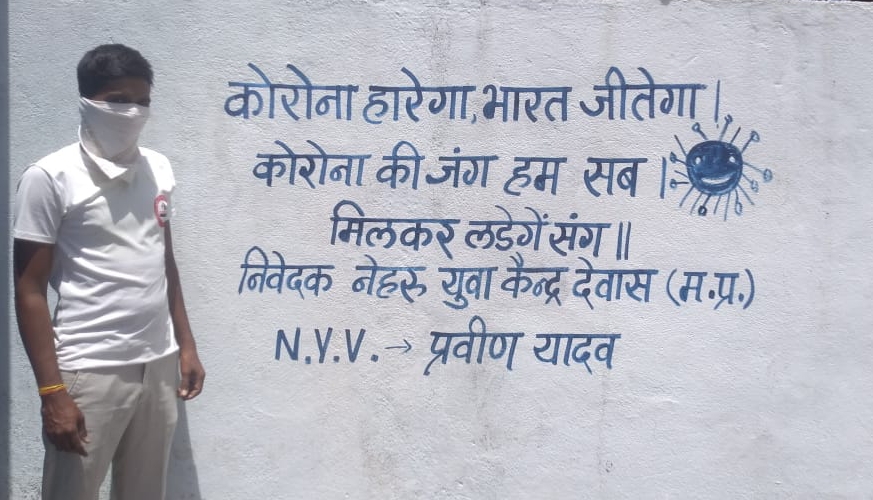 कोरोना हारेगा, भारत जीतेगा।
कोरोना की जंग हम सब।
मिलकर लडेगें संग॥
निवेदक नेहरू युवा केन्द्र देवास (म.प्र.)
N.Y.V. → प्रवीण यादव